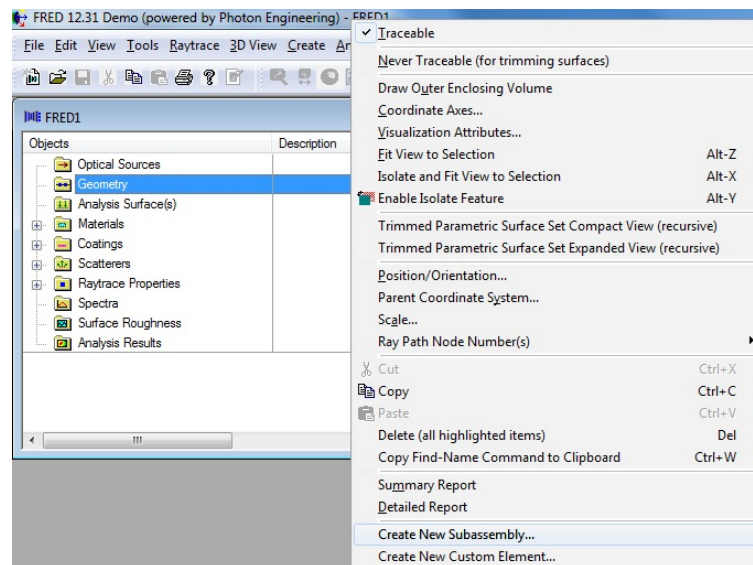 FRED 12.31 Demo (powered by Photon Engineering) - FRED1
File Edit View Tools Raytrace 3D View Create
FRED1
Objects Description
Optical Sources
Geometry
Analysis Surface(s)
Materials
Coatings
Scatterers
Raytrace Properties
Spectra
Surface Roughness
Analysis Results
Traceable
Never Traceable (for trimming surfaces)
Draw Outer Enclosing Volume
Coordinate Axes...
Visualization Attributes...
Fit View to Selection Alt-Z
Isolate and Fit View to Selection Alt-X
Enable Isolate Feature Alt-Y
Trimmed Parametric Surface Set Compact View (recursive)
Trimmed Parametric Surface Set Expanded View (recursive)
Position/Orientation...
Parent Coordinate System...
Scale...
Ray Path Node Number(s)
Cut Ctrl+X
Copy Ctrl+C
Paste Ctrl+V
Delete (all highlighted items) Del
Copy Find-Name Command to Clipboard Ctrl+W
Summary Report
Detailed Report
Create New Subassembly...
Create New Custom Element...